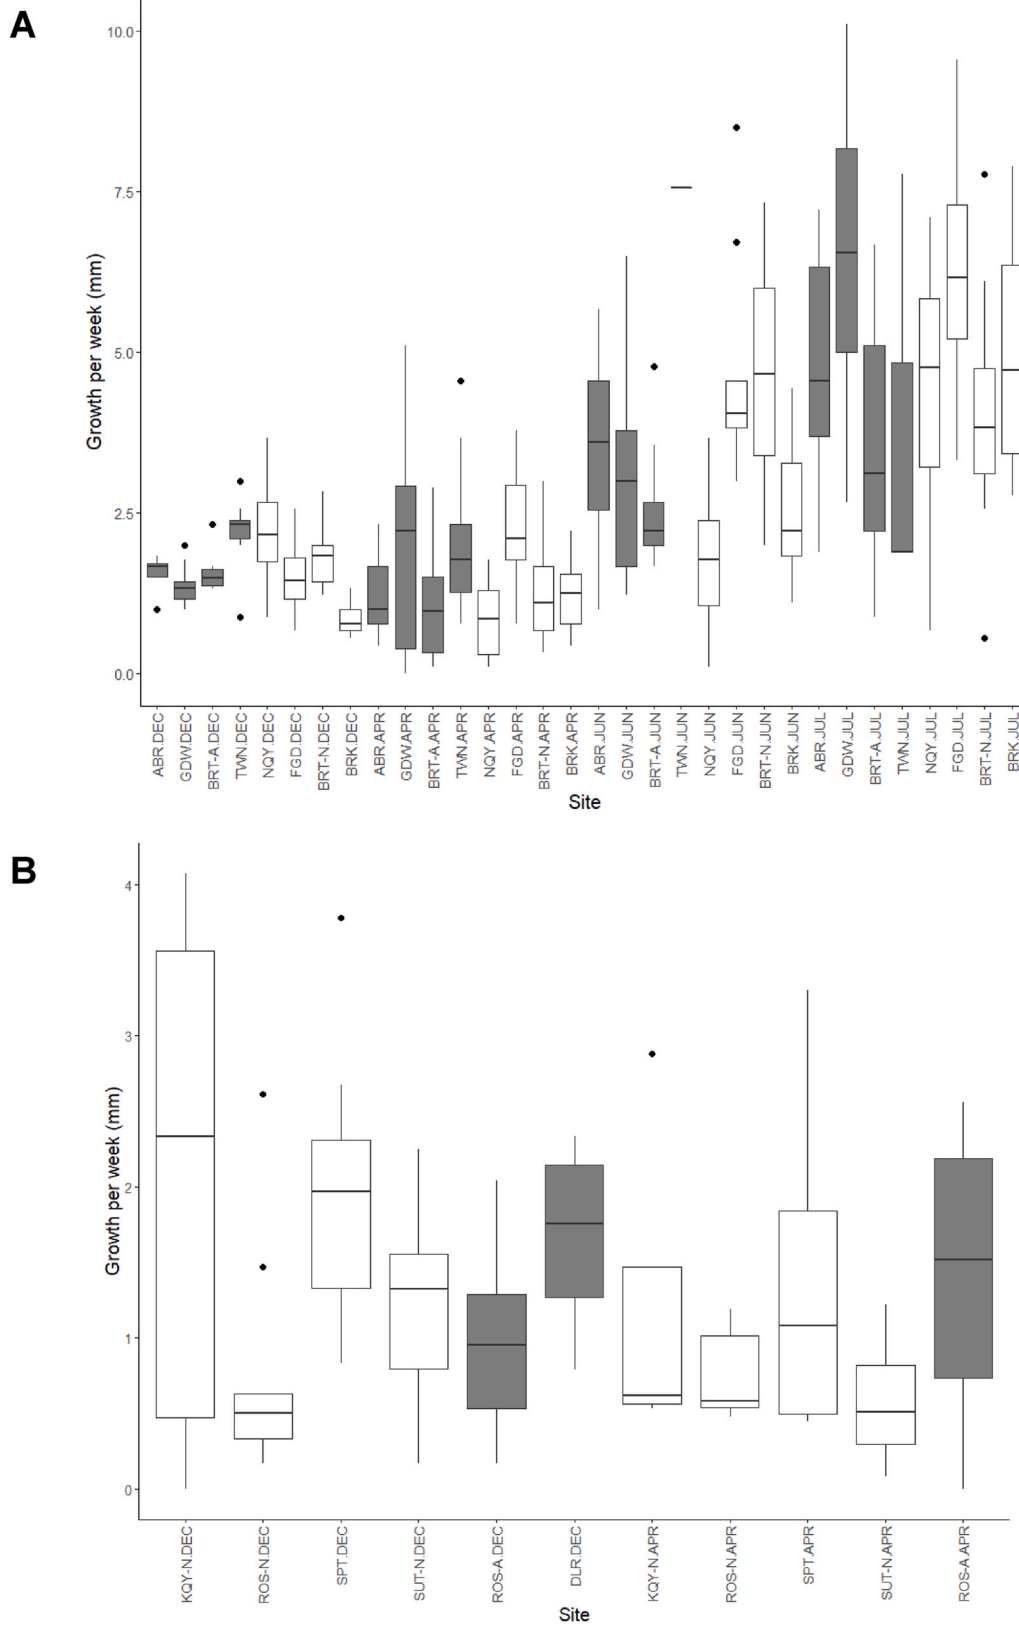 A
10.0
7.5
5.0
2.5
0.0
Growth per week (mm)
ABR.DEC
GDW.DEC
BRT-A.DEC
TWN.DEC
NQY.DEC
FGD.DEC
BRT-N.DEC
BRK.DEC
ABR.APR
GDW.APR
BRT-A.APR
TWN.APR
NQY.APR
FGD.APR
BRT-N.APR
BRK.APR
ABR.JUN
GDW.JUN
BRT-A.JUN
TWN.JUN
NQY.JUN
FGD.JUN
BRT-N.JUN
BRK.JUN
ABR.JUL
GDW.JUL
BRT-A.JUL
TWN.JUL
NQY.JUL
FGD.JUL
BRT-N.JUL
BRK.JUL
Site
B
4
3
2
1
0
Growth per week (mm)
KQY-N.DEC
ROS-N.DEC
SPT.DEC
SUT-N.DEC
ROS-A.DEC
DLR.DEC
KQY-N.APR
ROS-N.APR
SPT.APR
SUT-N.APR
ROS-A.APR
Site